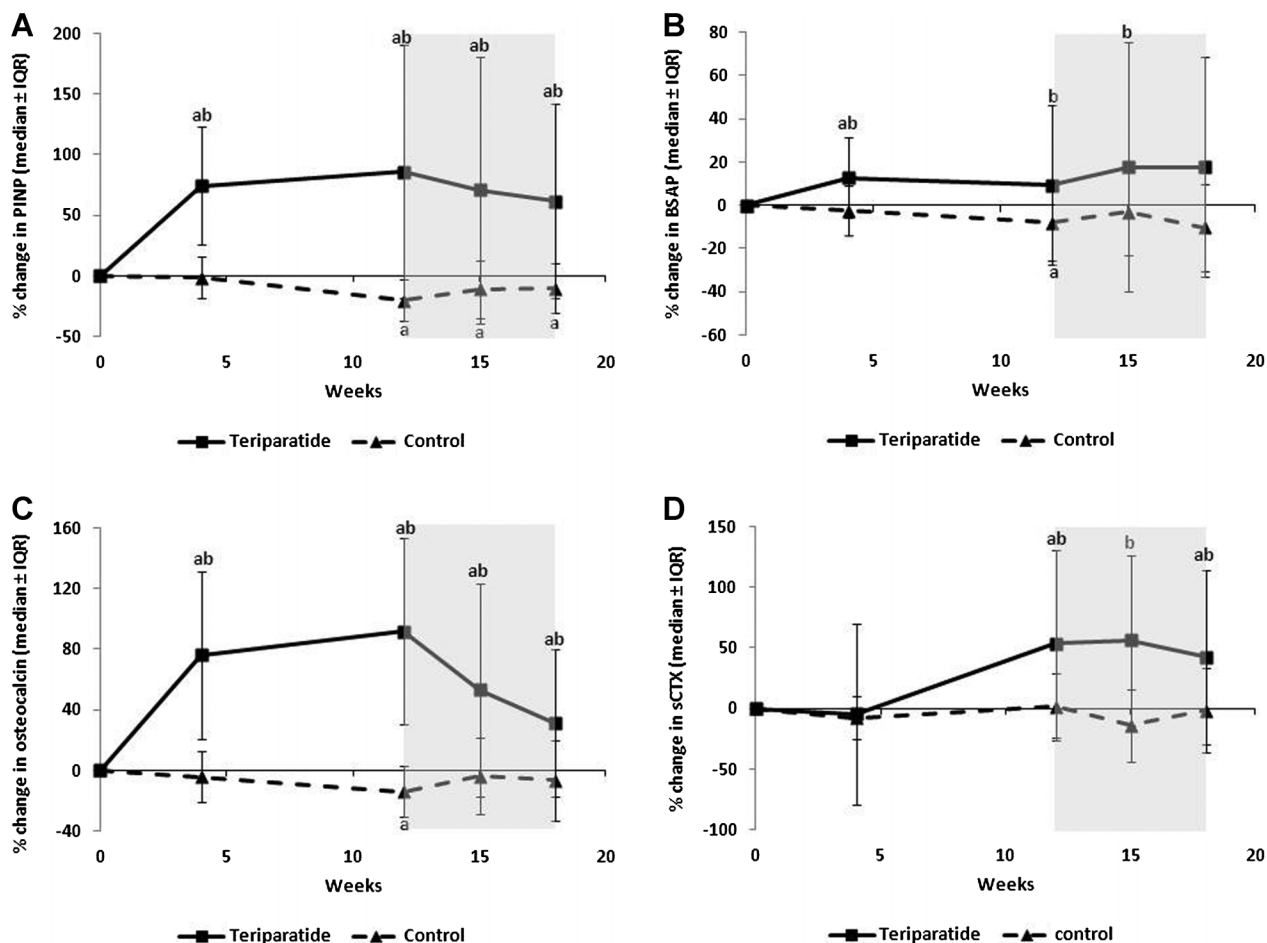 A
% change in PINP (median± IQR)
200
150
100
50
0
-50
ab
ab
ab
ab
a
a
a
0 5 10 15 20
Weeks
Teriparatide Control
B
% change in BSAP (median± IQR)
80
60
40
20
0
-20
-40
-60
ab
b
b
a
0 5 10 15 20
Weeks
Teriparatide Control
C
% change in osteocalcin (median± IQR)
160
120
80
40
0
-40
ab
ab
ab
ab
a
0 5 10 15 20
Weeks
Teriparatide Control
D
% change in sCTX (median± IQR)
150
100
50
0
-50
-100
ab
b
ab
0 5 10 15 20
Weeks
Teriparatide control